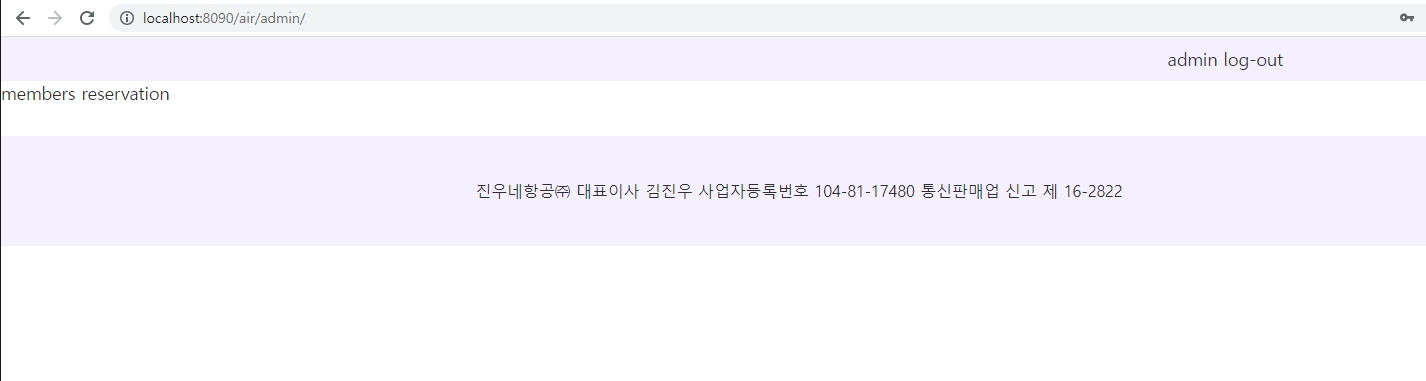 localhost:8090/air/admin/
admin log-out
members reservation
진우네항공㈜ 대표이사 김진우 사업자등록번호 104-81-17480 통신판매업 신고 제 16-2822